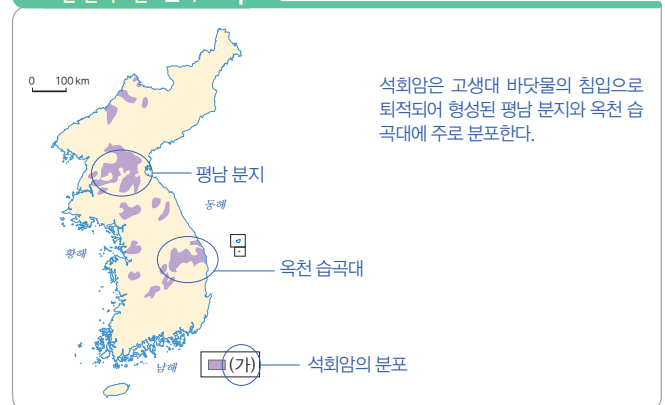 0 100 km
석회암은 고생대 바닷물의 침입으로
퇴적되어 형성된 평남 분지와 옥천 습
곡대에 주로 분포한다.
평남 분지
동해
황해
옥천 습곡대
남해
(가)
석회암의 분포